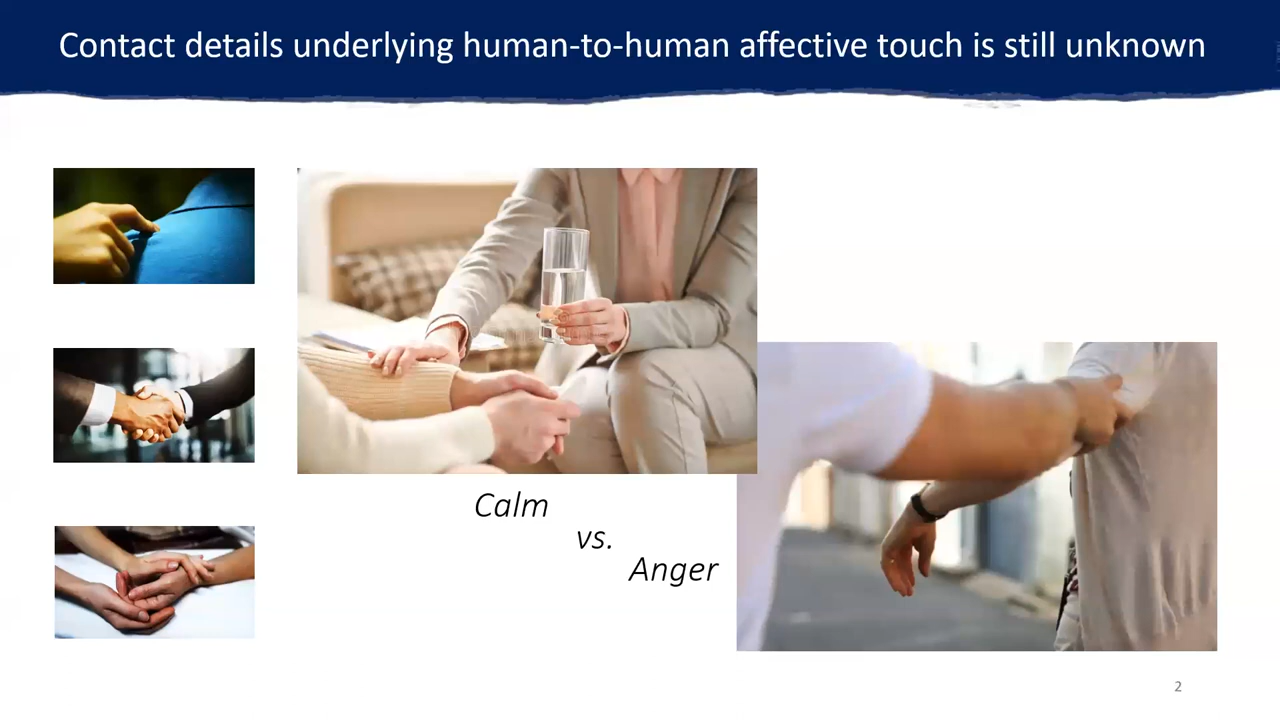 Contact details underlying human-to-human affective touch is still unknown
Calm
vs.
Anger
2